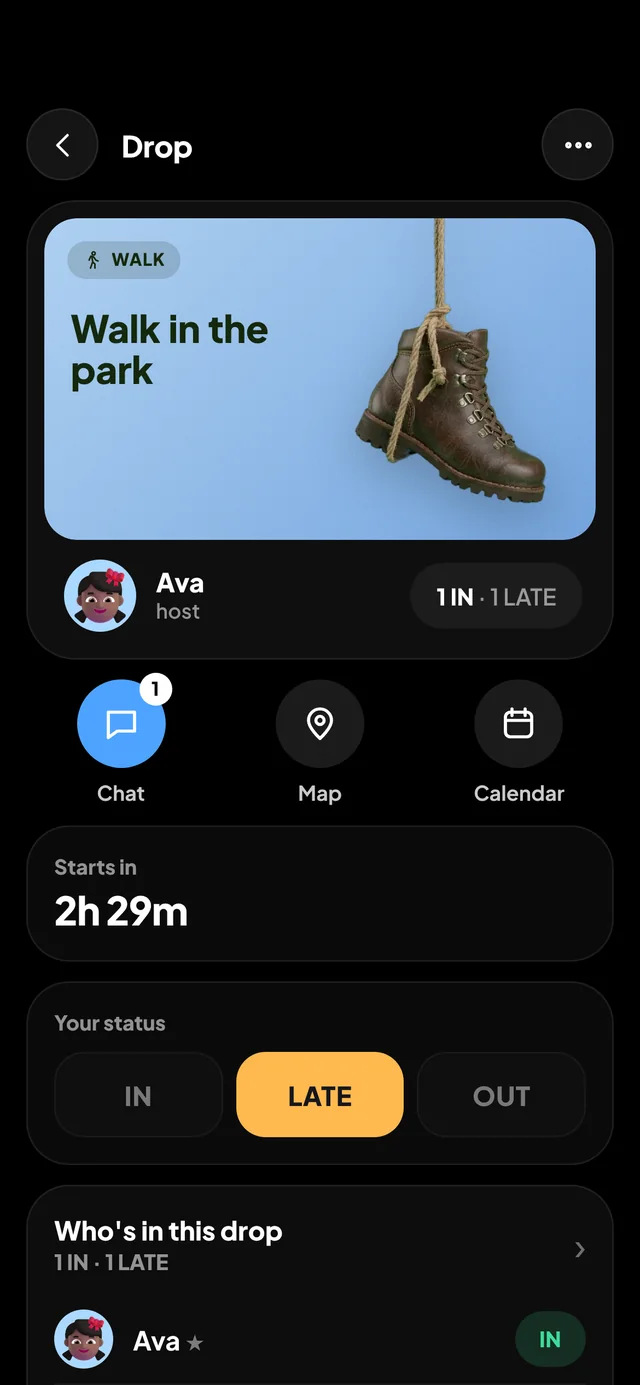 Drop
WALK
Walk in the
park
Ava
host
1 IN · 1 LATE
1
Chat
Map
Calendar
Starts in
2h 29m
Your status
IN
LATE
OUT
Who's in this drop
1 IN · 1 LATE
Ava ★
IN